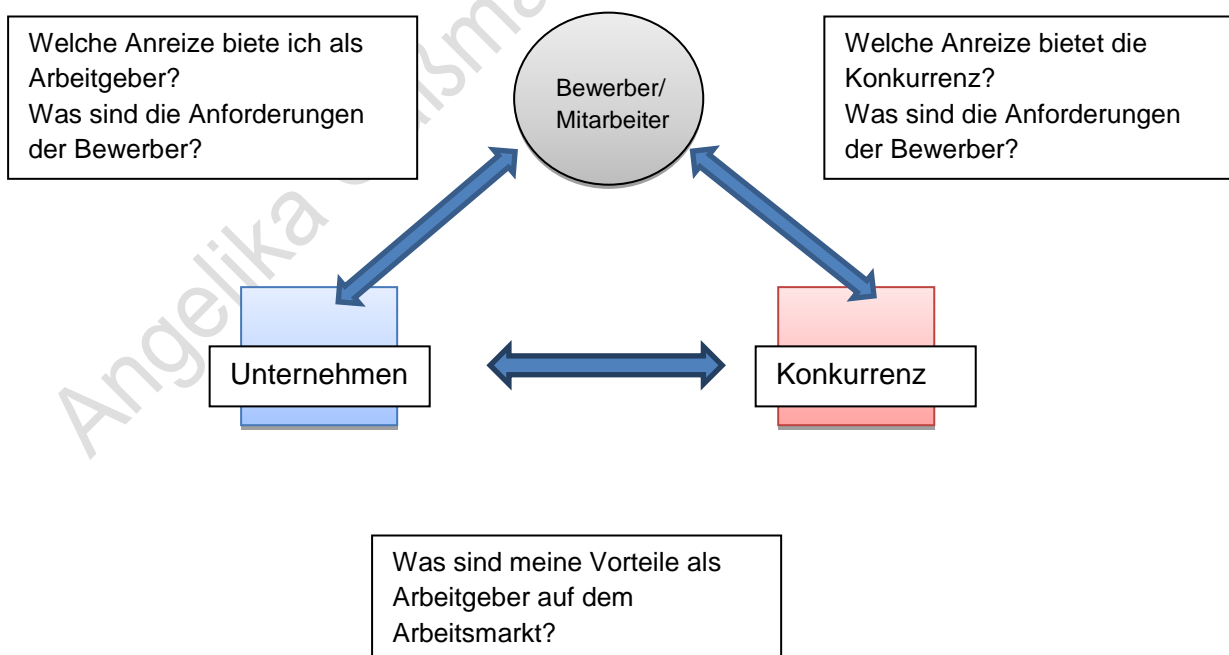 Welche Anreize biete ich als
Arbeitgeber?
Was sind die Anforderungen
der Bewerber?
Bewerber/
Mitarbeiter
Welche Anreize bietet die
Konkurrenz?
Was sind die Anforderungen
der Bewerber?
Unternehmen
Konkurrenz
Was sind meine Vorteile als
Arbeitgeber auf dem
Arbeitsmarkt?
Angelika